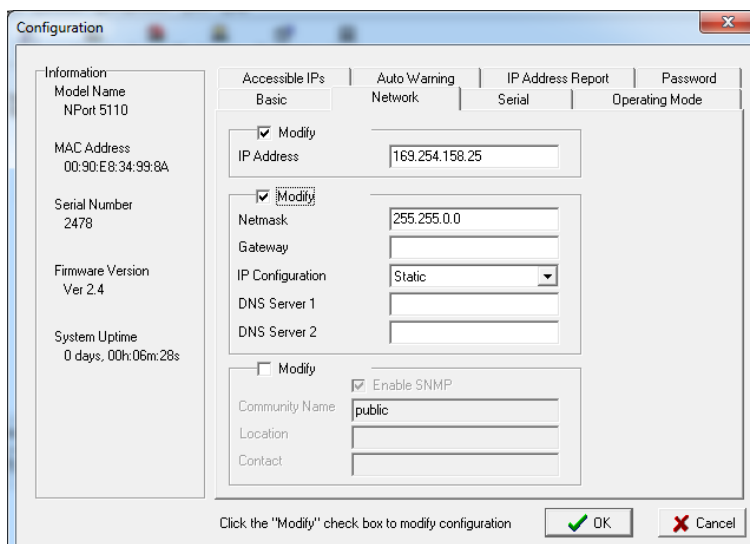 Configuration
Information
Model Name
NPort 5110
MAC Address
00:90:E8:34:99:8A
Serial Number
2478
Firmware Version
Ver 2.4
System Uptime
0 days, 00h:06m:28s
Accessible IPs
Auto Warning
IP Address Report
Password
Basic
Network
Serial
Operating Mode
Modify
IP Address
169.254.158.25
Modify
Netmask
255.255.0.0
Gateway
IP Configuration
Static
DNS Server 1
DNS Server 2
Modify
Enable SNMP
Community Name
public
Location
Contact
Click the "Modify" check box to modify configuration
OK
Cancel